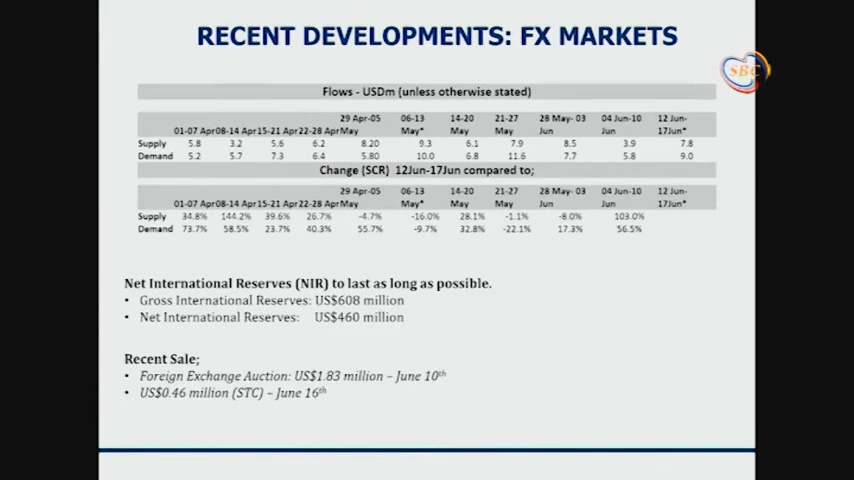 RECENT DEVELOPMENTS: FX MARKETS
SBC
Flows - USDm (unless otherwise stated)
01-07 Apr 08-14 Apr 15-21 Apr 22-28 Apr 29 Apr-05 May 06-13 May* 14-20 May 21-27 May 28 May- 03 Jun 04 Jun-10 Jun 12 Jun-17Jun*
Supply 5.8 3.2 5.6 6.2 8.20 9.3 6.1 7.9 8.5 3.9 7.8
Demand 5.2 5.7 7.3 6.4 5.80 10.0 6.8 11.6 7.7 5.8 9.0
Change (SCR) 12Jun-17Jun compared to;
01-07 Apr 08-14 Apr 15-21 Apr 22-28 Apr 29 Apr-05 May 06-13 May* 14-20 May 21-27 May 28 May- 03 Jun 04 Jun-10 Jun 12 Jun-17Jun*
Supply 34.8% 144.2% 39.6% 26.7% -4.7% -16.0% 28.1% -1.1% -8.0% 103.0%
Demand 73.7% 58.5% 23.7% 40.3% 55.7% -9.7% 32.8% -22.1% 17.3% 56.5%
Net International Reserves (NIR) to last as long as possible.
• Gross International Reserves: US$608 million
• Net International Reserves: US$460 million
Recent Sale;
• Foreign Exchange Auction: US$1.83 million – June 10th
• US$0.46 million (STC) – June 16th